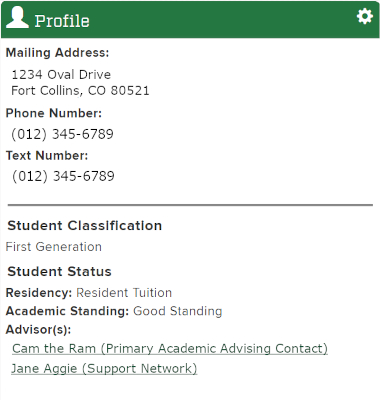 Profile
Mailing Address:
1234 Oval Drive
Fort Collins, CO 80521
Phone Number:
(012) 345-6789
Text Number:
(012) 345-6789
Student Classification
First Generation
Student Status
Residency: Resident Tuition
Academic Standing: Good Standing
Advisor(s):
Cam the Ram (Primary Academic Advising Contact)
Jane Aggie (Support Network)